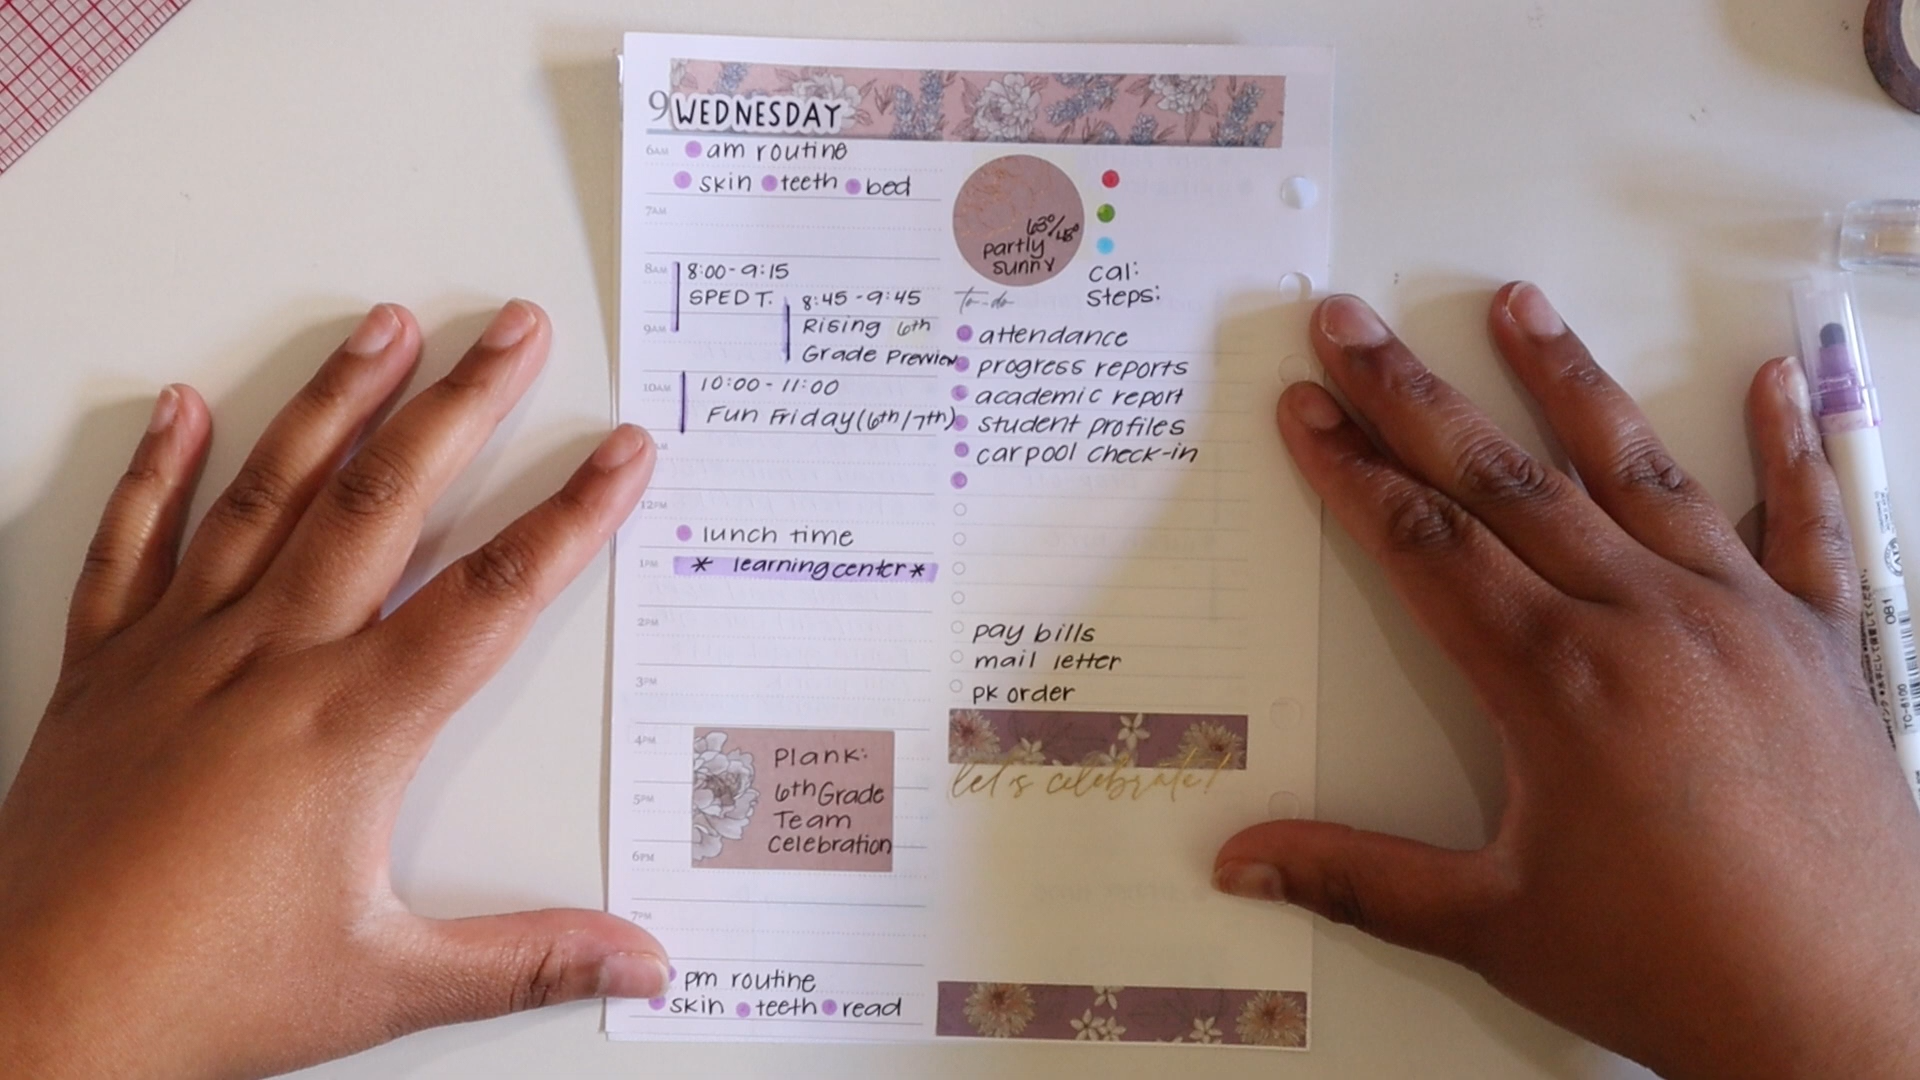 9 WEDNESDAY
6AM
am routine
skin teeth bed
7AM
8AM
8:00-9:15
SPED T.
8:45-9:45
Rising 6th
Grade Preview
9AM
10AM
10:00-11:00
Fun Friday (6th/7th)
12PM
lunch time
1PM
* learning center *
2PM
3PM
4PM
Plank:
6th Grade
Team
Celebration
5PM
6PM
7PM
pm routine
skin teeth read
63°/48°
partly
sunny
cal:
steps:
to-do
attendance
progress reports
academic report
student profiles
carpool check-in
pay bills
mail letter
pk order
let's celebrate!
081
TC-6100